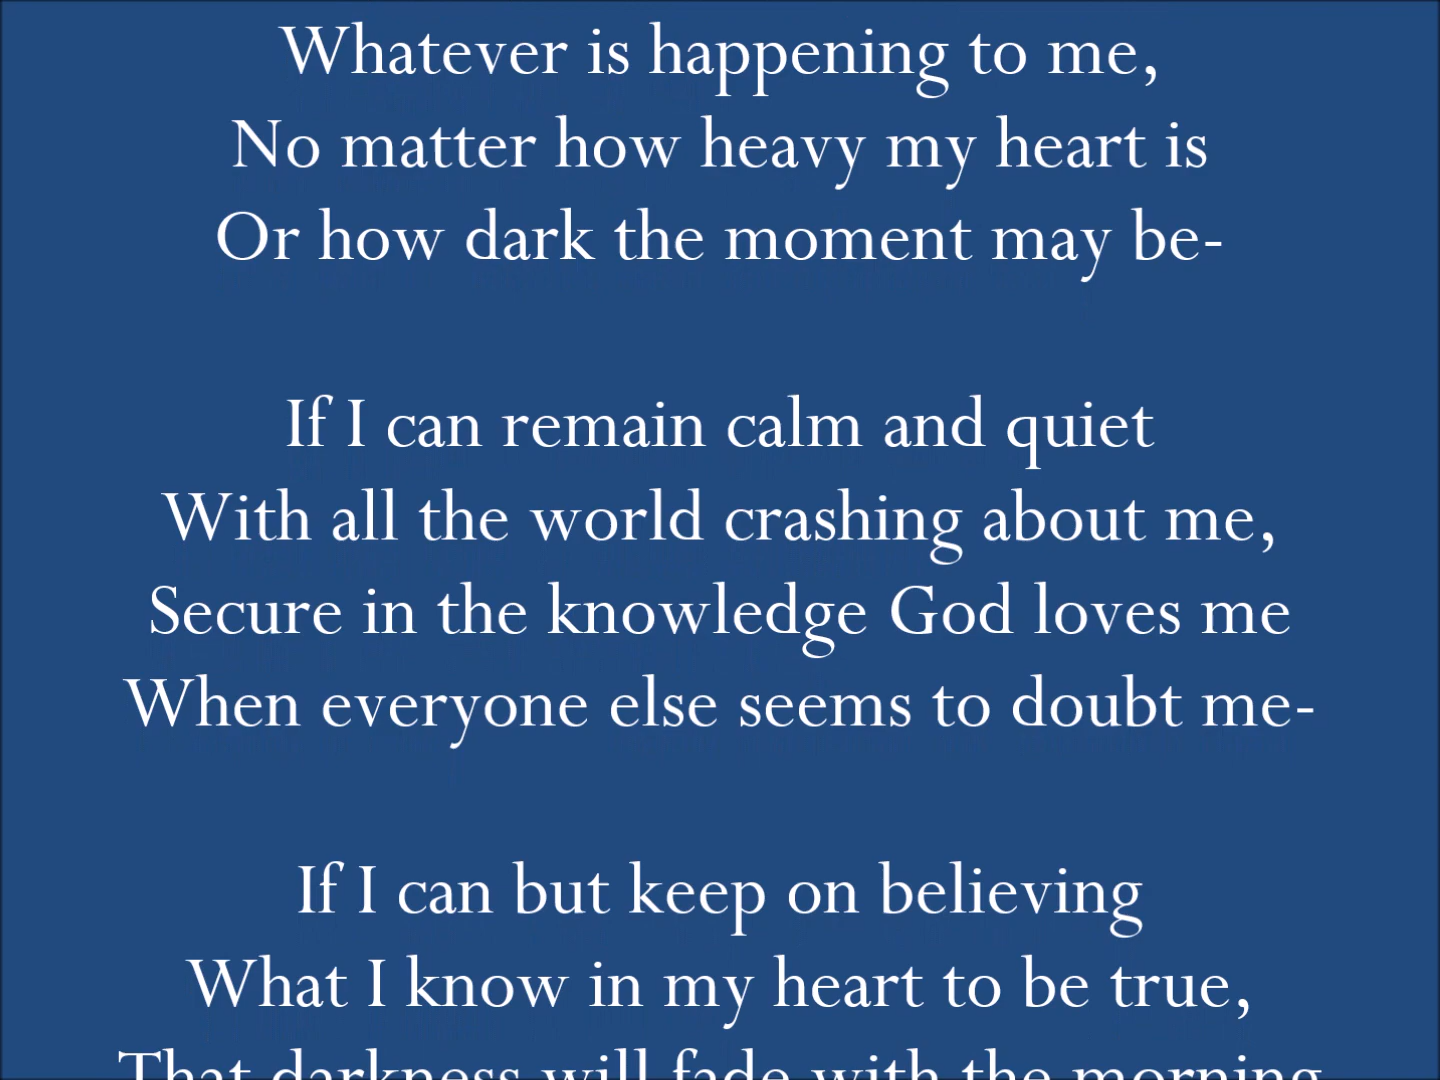 Whatever is happening to me,
No matter how heavy my heart is
Or how dark the moment may be-
If I can remain calm and quiet
With all the world crashing about me,
Secure in the knowledge God loves me
When everyone else seems to doubt me-
If I can but keep on believing
What I know in my heart to be true,
That darkness will fade with the morning